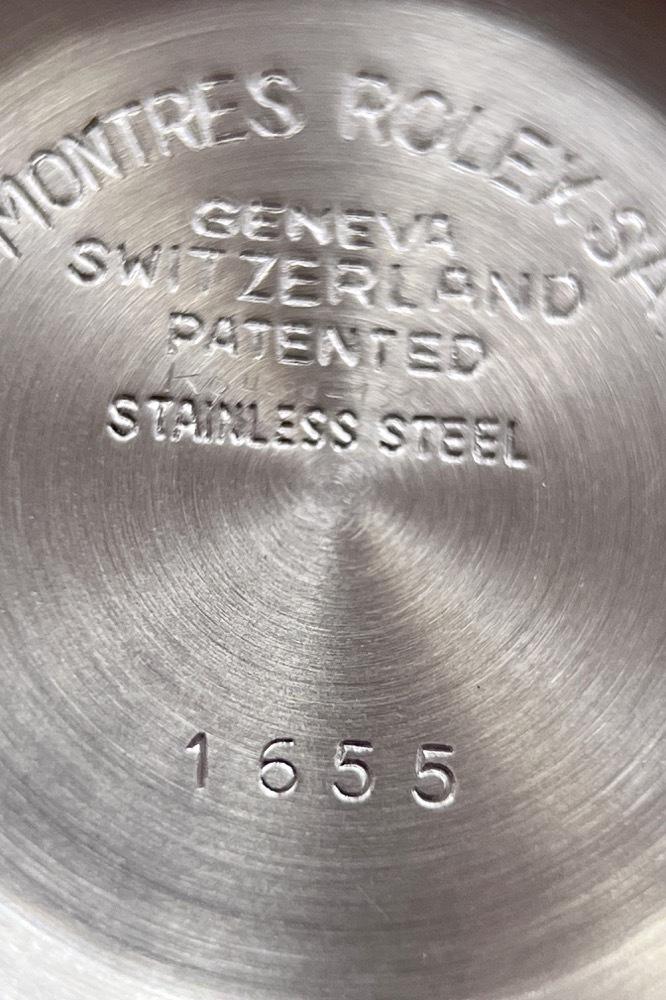 MONTRES ROLEX S.A.
GENEVA
SWITZERLAND
PATENTED
STAINLESS STEEL
1655